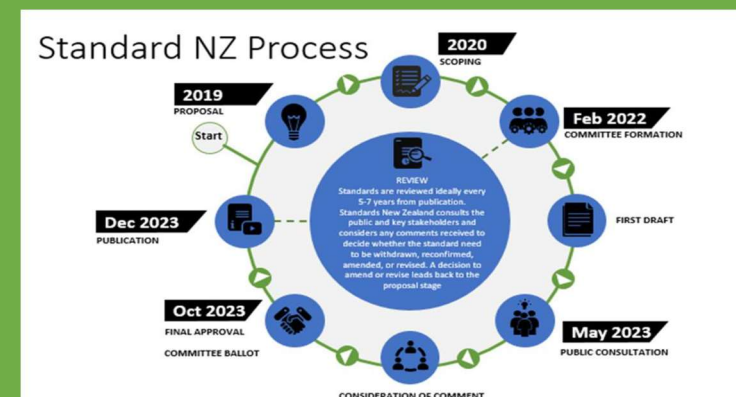 Standard NZ Process
2020
SCOPING
2019
PROPOSAL
Start
Feb 2022
COMMITTEE FORMATION
REVIEW
Standards are reviewed ideally every
5-7 years from publication.
Standards New Zealand consults the
public and key stakeholders and
considers any comments received to
decide whether the standard need
to be withdrawn, reconfirmed,
amended, or revised. A decision to
amend or revise leads back to the
proposal stage
FIRST DRAFT
Dec 2023
PUBLICATION
Oct 2023
FINAL APPROVAL
COMMITTEE BALLOT
May 2023
PUBLIC CONSULTATION
CONSIDERATION OF COMMENT